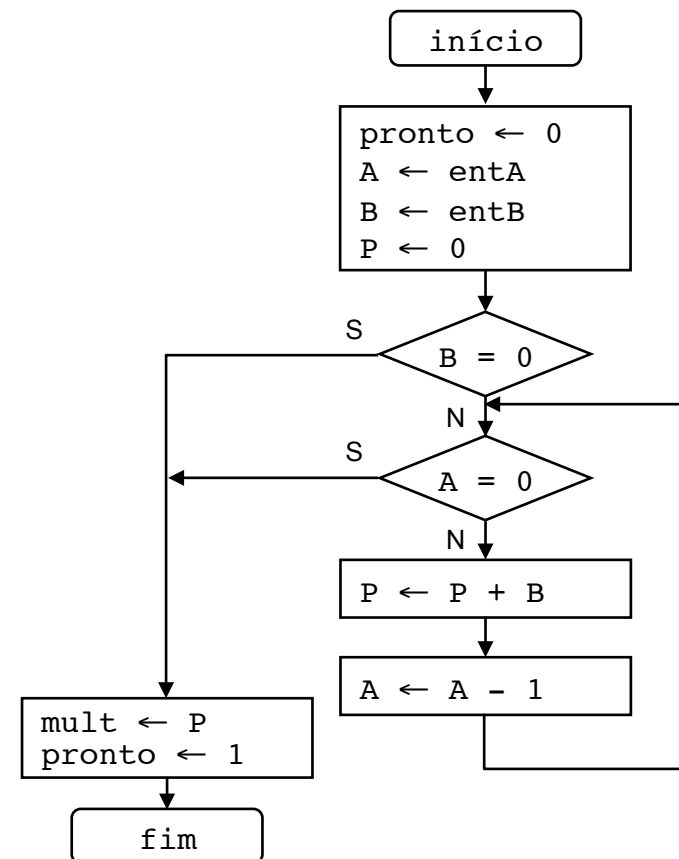 início
pronto ← 0
A ← entA
B ← entB
P ← 0
S
B = 0
N
S
A = 0
N
P ← P + B
A ← A - 1
mult ← P
pronto ← 1
fim